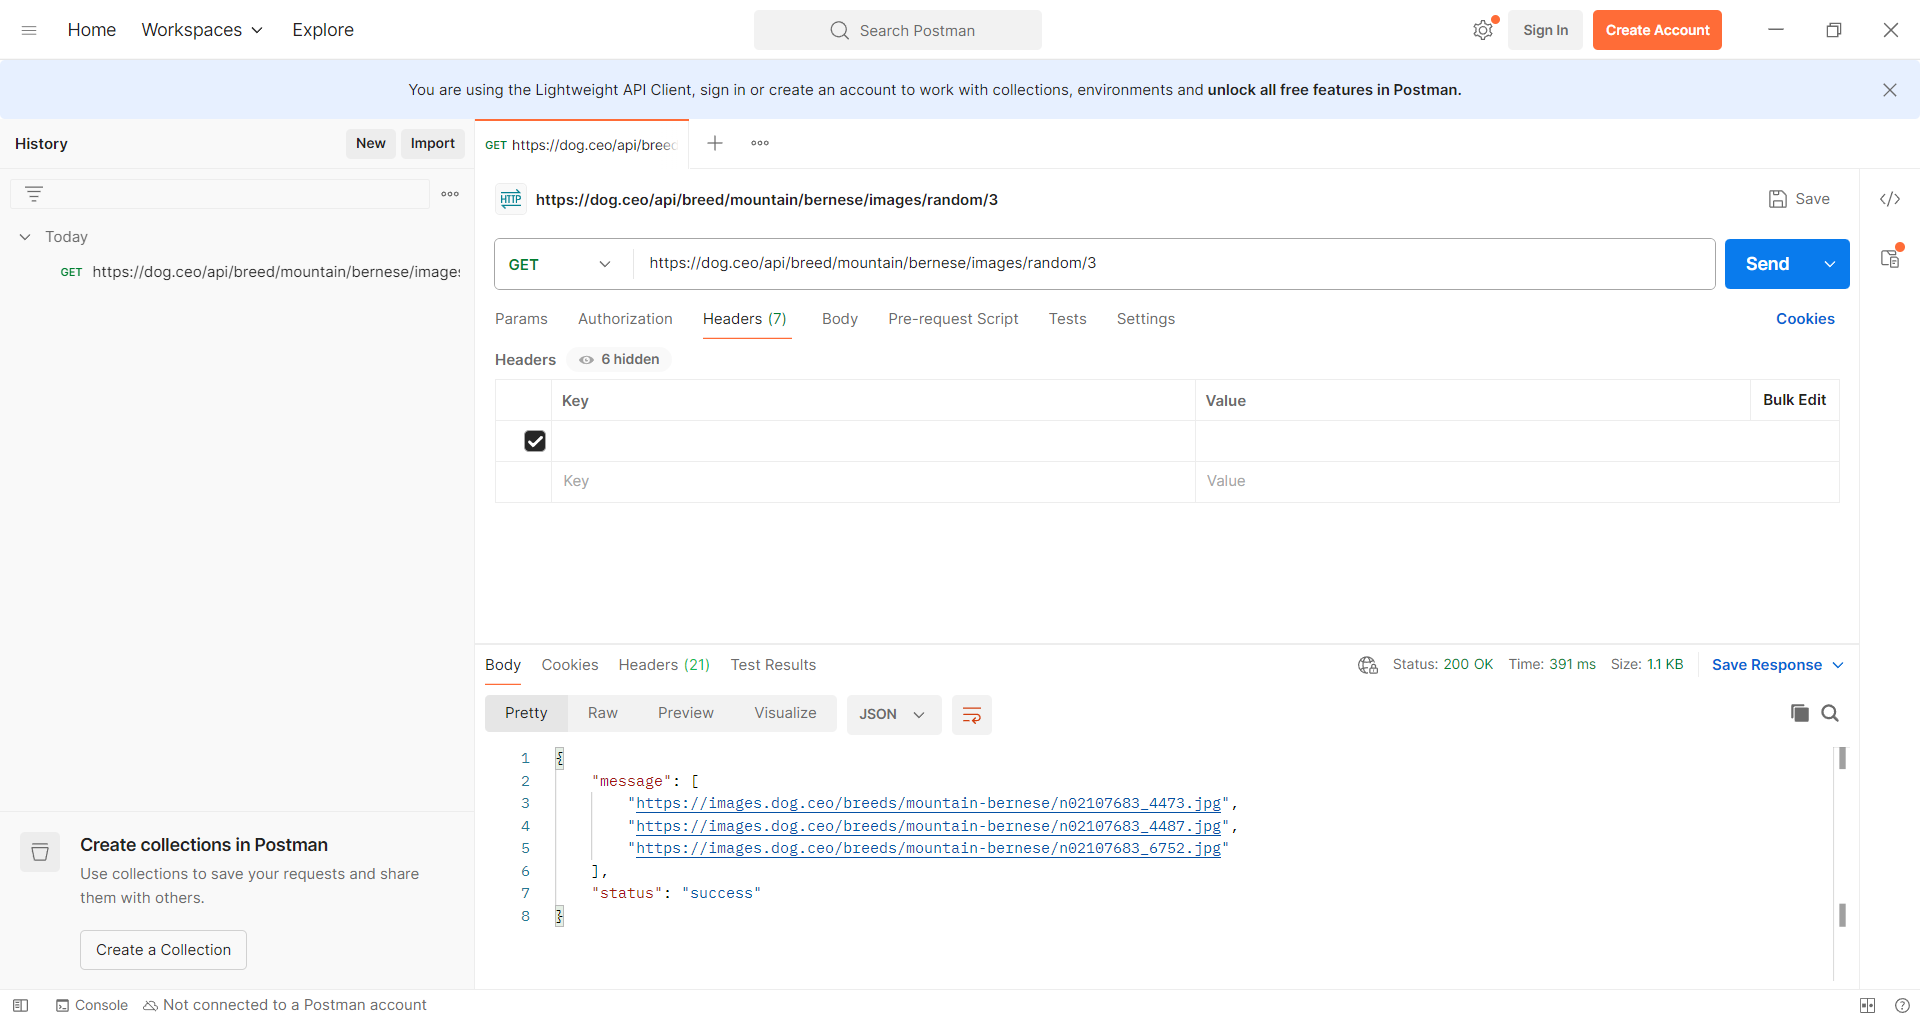 Home
Workspaces
Explore
Search Postman
Sign In
Create Account
You are using the Lightweight API Client, sign in or create an account to work with collections, environments and unlock all free features in Postman.
History
New
Import
GET https://dog.ceo/api/breed
HTTP
https://dog.ceo/api/breed/mountain/bernese/images/random/3
Save
Today
GET https://dog.ceo/api/breed/mountain/bernese/images
GET
https://dog.ceo/api/breed/mountain/bernese/images/random/3
Send
Params
Authorization
Headers (7)
Body
Pre-request Script
Tests
Settings
Cookies
Headers
6 hidden
Key
Value
Bulk Edit
Key
Value
Body
Cookies
Headers (21)
Test Results
Status: 200 OK
Time: 391 ms
Size: 1.1 KB
Save Response
Pretty
Raw
Preview
Visualize
JSON
1 {
2 "message": [
3 "https://images.dog.ceo/breeds/mountain-bernese/n02107683_4473.jpg",
4 "https://images.dog.ceo/breeds/mountain-bernese/n02107683_4487.jpg",
5 "https://images.dog.ceo/breeds/mountain-bernese/n02107683_6752.jpg"
6 ],
7 "status": "success"
8 }
Create collections in Postman
Use collections to save your requests and share
them with others.
Create a Collection
Console
Not connected to a Postman account